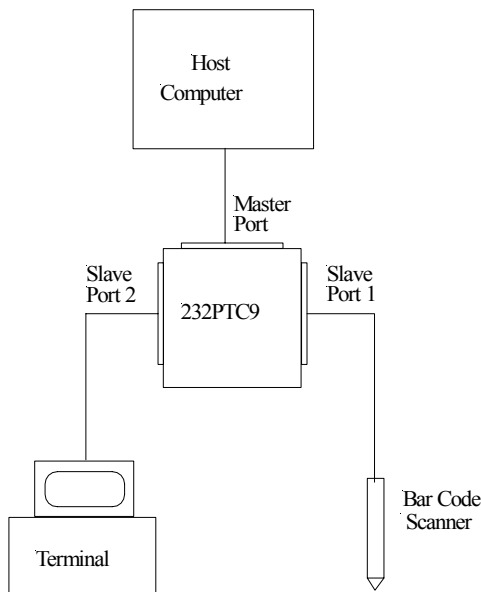 Host
Computer
Master
Port
Slave
Port 2
232PTC9
Slave
Port 1
Terminal
Bar Code
Scanner